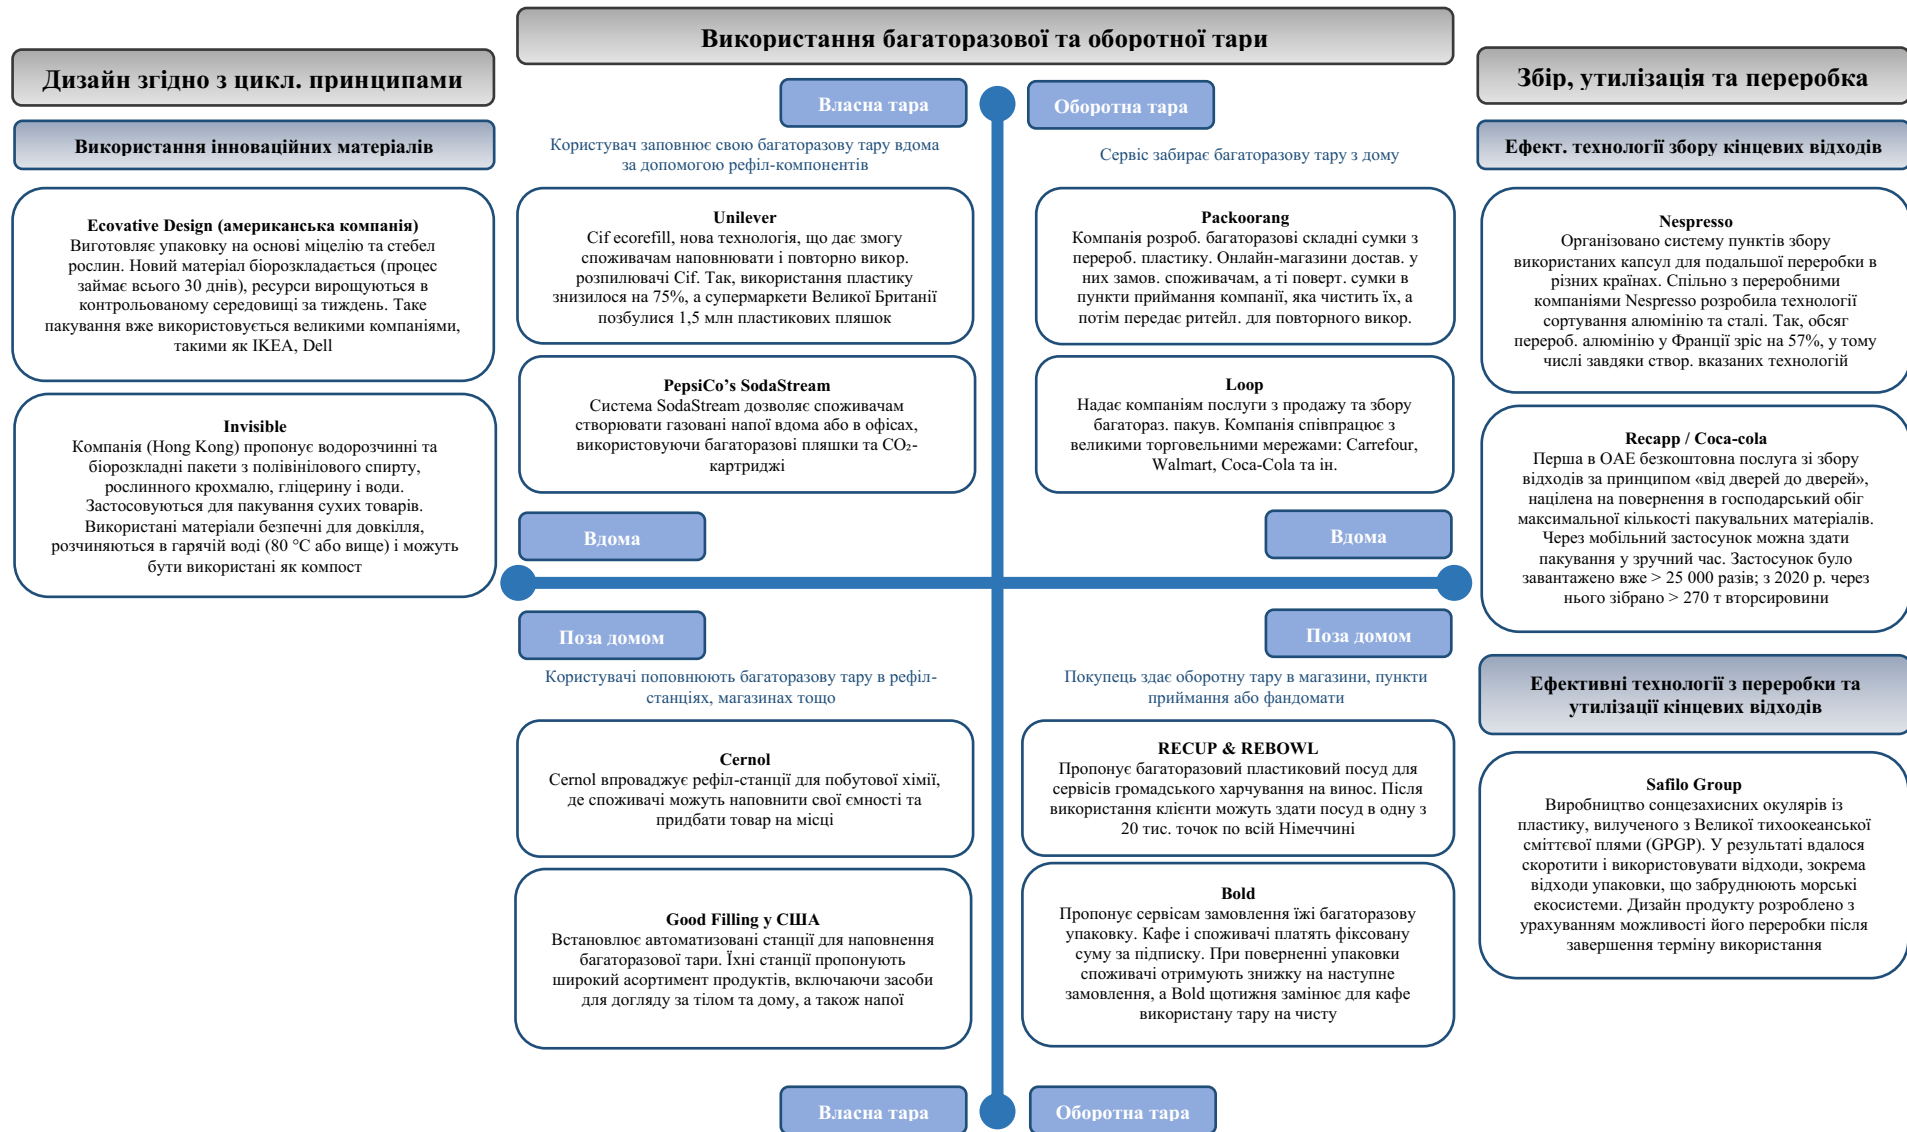 Дизайн згідно з цикл. принципами
Використання інноваційних матеріалів
Ecovative Design (американська компанія)
Виготовляє упаковку на основі міцелію та стебел
рослин. Новий матеріал біорозкладається (процес
займає всього 30 днів), ресурси вирощуються в
контрольованому середовищі за тиждень. Таке
пакування вже використовується великими компаніями,
такими як IKEA, Dell
Invisible
Компанія (Hong Kong) пропонує водорозчинні та
біорозкладні пакети з полівінілового спирту,
рослинного крохмалю, гліцерину і води.
Застосовуються для пакування сухих товарів.
Використані матеріали безпечні для довкілля,
розчиняються в гарячій воді (80 °C або вище) і можуть
бути використані як компост
Використання багаторазової та оборотної тари
Власна тара
Користувач заповнює свою багаторазову тару вдома
за допомогою рефіл-компонентів
Unilever
Cif ecorefill, нова технологія, що дає змогу
споживачам наповнювати і повторно викор.
розпилювачі Cif. Так, використання пластику
знизилося на 75%, а супермаркети Великої Британії
позбулися 1,5 млн пластикових пляшок
PepsiCo’s SodaStream
Система SodaStream дозволяє споживачам
створювати газовані напої вдома або в офісах,
використовуючи багаторазові пляшки та CO₂-
картриджі
Вдома
Оборотна тара
Сервіс забирає багаторазову тару з дому
Packoorang
Компанія розроб. багаторазові складні сумки з
перероб. пластику. Онлайн-магазини достав. у
них замов. споживачам, а ті поверт. сумки в
пункти приймання компанії, яка чистить їх, а
потім передає ритейл. для повторного викор.
Loop
Надає компаніям послуги з продажу та збору
багатораз. пакув. Компанія співпрацює з
великими торговельними мережами: Carrefour,
Walmart, Coca-Cola та ін.
Вдома
Поза домом
Користувачі поповнюють багаторазову тару в рефіл-
станціях, магазинах тощо
Cernol
Cernol впроваджує рефіл-станції для побутової хімії,
де споживачі можуть наповнити свої ємності та
придбати товар на місці
Good Filling у США
Встановлює автоматизовані станції для наповнення
багаторазової тари. Їхні станції пропонують
широкий асортимент продуктів, включаючи засоби
для догляду за тілом та дому, а також напої
Власна тара
Поза домом
Покупець здає оборотну тару в магазини, пункти
приймання або фандомати
RECUP & REBOWL
Пропонує багаторазовий пластиковий посуд для
сервісів громадського харчування на винос. Після
використання клієнти можуть здати посуд в одну з
20 тис. точок по всій Німеччині
Bold
Пропонує сервісам замовлення їжі багаторазову
упаковку. Кафе і споживачі платять фіксовану
суму за підписку. При поверненні упаковки
споживачі отримують знижку на наступне
замовлення, а Bold щотижня замінює для кафе
використану тару на чисту
Оборотна тара
Збір, утилізація та переробка
Ефект. технології збору кінцевих відходів
Nespresso
Організовано систему пунктів збору
використаних капсул для подальшої переробки в
різних країнах. Спільно з переробними
компаніями Nespresso розробила технології
сортування алюмінію та сталі. Так, обсяг
перероб. алюмінію у Франції зріс на 57%, у тому
числі завдяки створ. вказаних технологій
Recapp / Coca-cola
Перша в ОАЕ безкоштовна послуга зі збору
відходів за принципом «від дверей до дверей»,
націлена на повернення в господарський обіг
максимальної кількості пакувальних матеріалів.
Через мобільний застосунок можна здати
пакування у зручний час. Застосунок було
завантажено вже > 25 000 разів; з 2020 р. через
нього зібрано > 270 т вторсировини
Ефективні технології з переробки та
утилізації кінцевих відходів
Safilo Group
Виробництво сонцезахисних окулярів із
пластику, вилученого з Великої тихоокеанської
сміттєвої плями (GPGP). У результаті вдалося
скоротити і використовувати відходи, зокрема
відходи упаковки, що забруднюють морські
екосистеми. Дизайн продукту розроблено з
урахуванням можливості його переробки після
завершення терміну використання